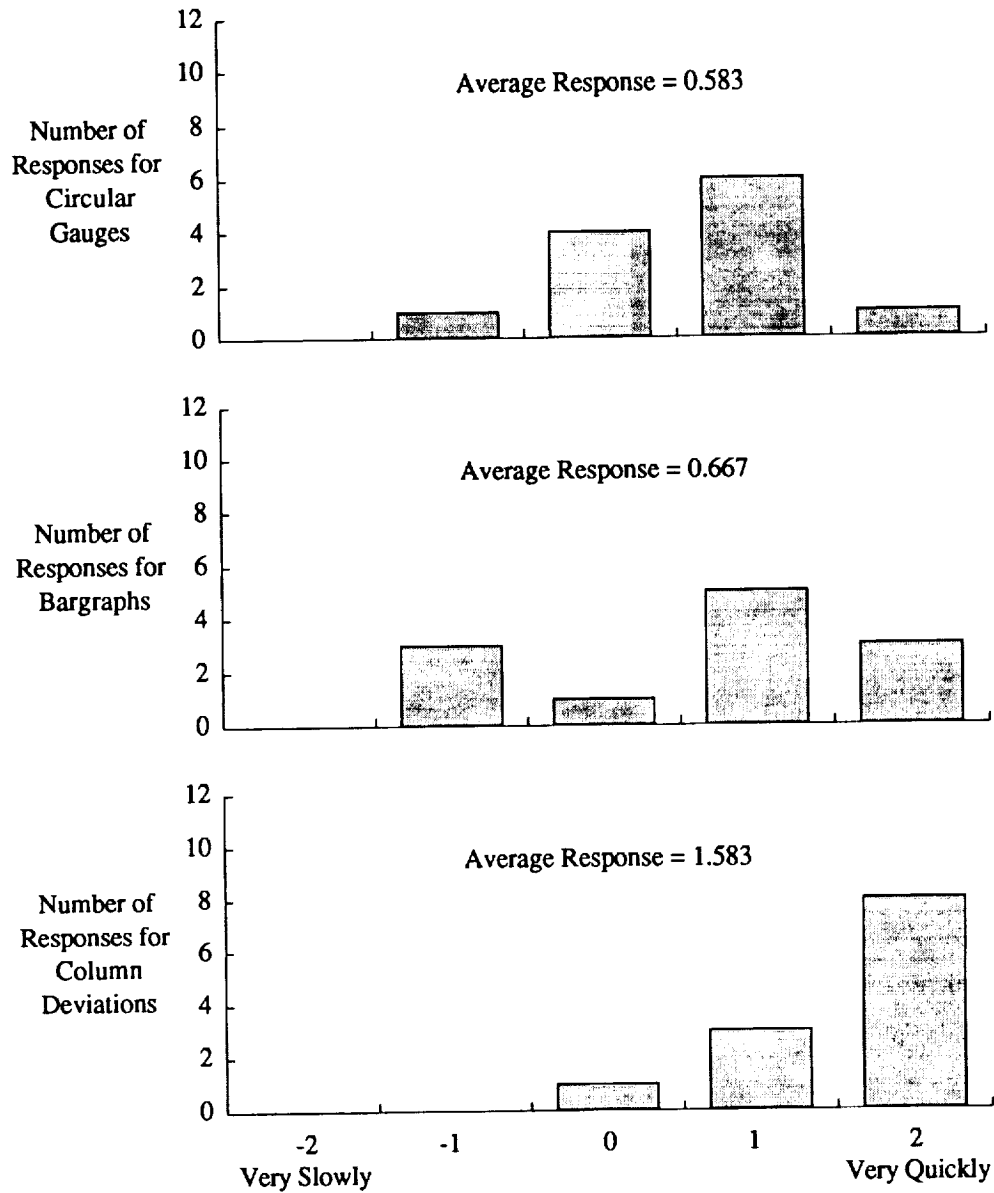 12
10
8
6
4
2
0
Number of
Responses for
Circular
Gauges
Average Response = 0.583
12
10
8
6
4
2
0
Number of
Responses for
Bargraphs
Average Response = 0.667
12
10
8
6
4
2
0
Number of
Responses for
Column
Deviations
Average Response = 1.583
-2 -1 0 1 2
Very Slowly Very Quickly